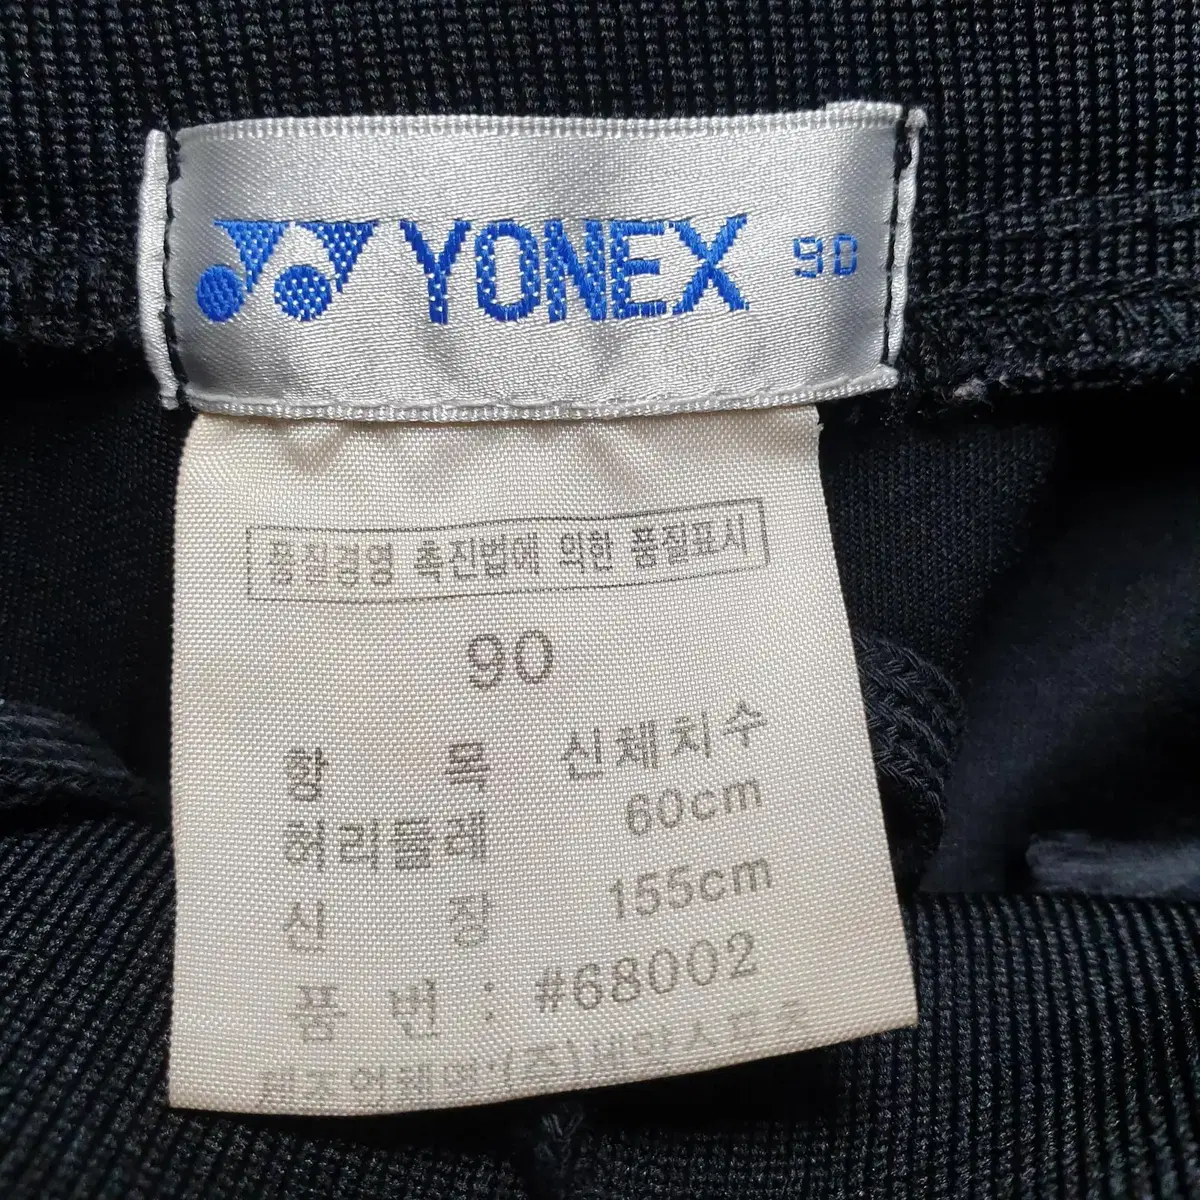 YONEX 90
품질경영 촉진법에 의한 품질표시
90
항 목 신체치수
허리둘레 60cm
신 장 155cm
품 번 : #68002
(주)